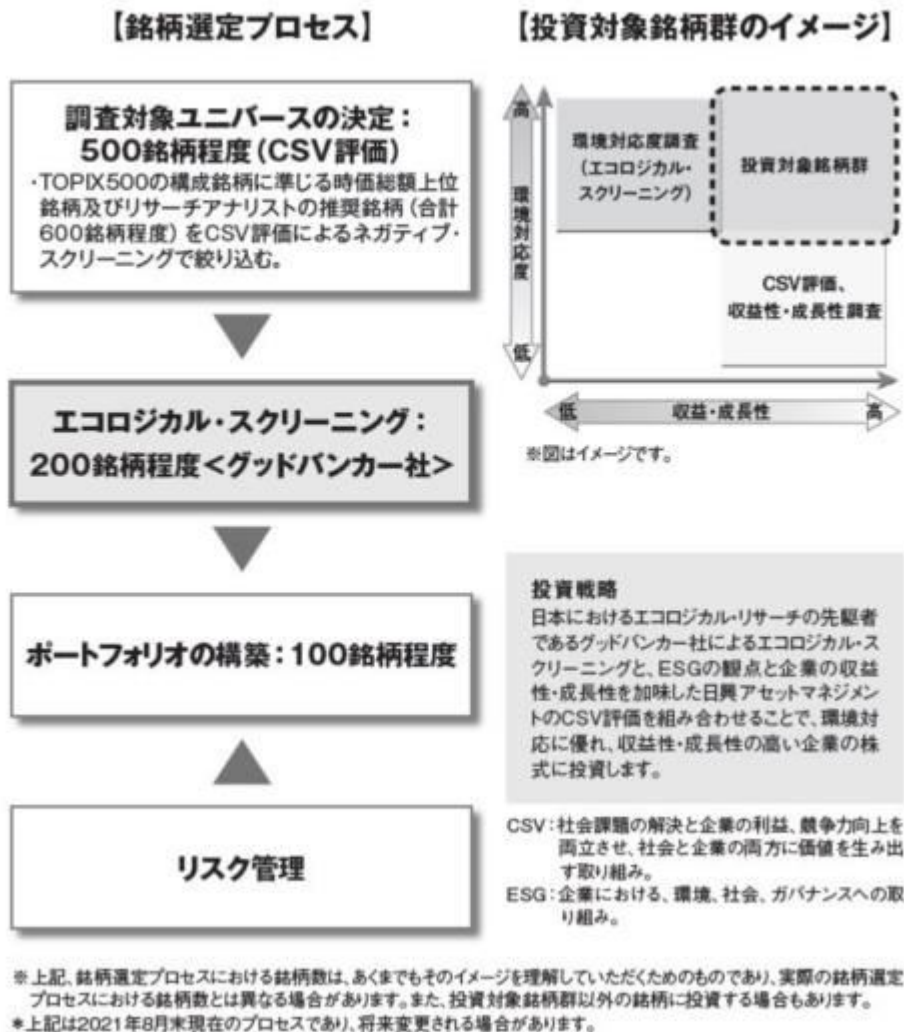 【銘柄選定プロセス】
調査対象ユニバースの決定：
500銘柄程度（CSV評価）
・TOPIX500の構成銘柄に準じる時価総額上位
銘柄及びリサーチアナリストの推奨銘柄（合計
600銘柄程度）をCSV評価によるネガティブ・
スクリーニングで絞り込む。
エコロジカル・スクリーニング：
200銘柄程度＜グッドバンカー社＞
ポートフォリオの構築：100銘柄程度
リスク管理
【投資対象銘柄群のイメージ】
高
環境対応度
低
環境対応度調査
（エコロジカル・
スクリーニング）
投資対象銘柄群
CSV評価、
収益性・成長性調査
低
収益・成長性
高
※図はイメージです。
投資戦略
日本におけるエコロジカル・リサーチの先駆者
であるグッドバンカー社によるエコロジカル・ス
クリーニングと、ESGの観点と企業の収益
性・成長性を加味した日興アセットマネジメン
トのCSV評価を組み合わせることで、環境対
応に優れ、収益性・成長性の高い企業の株
式に投資します。
CSV：社会課題の解決と企業の利益、競争力向上を
両立させ、社会と企業の両方に価値を生み出
す取り組み。
ESG：企業における、環境、社会、ガバナンスへの取
り組み。
※上記、銘柄選定プロセスにおける銘柄数は、あくまでもそのイメージを理解していただくためのものであり、実際の銘柄選定
プロセスにおける銘柄数とは異なる場合があります。また、投資対象銘柄群以外の銘柄に投資する場合もあります。
＊上記は2021年8月末現在のプロセスであり、将来変更される場合があります。